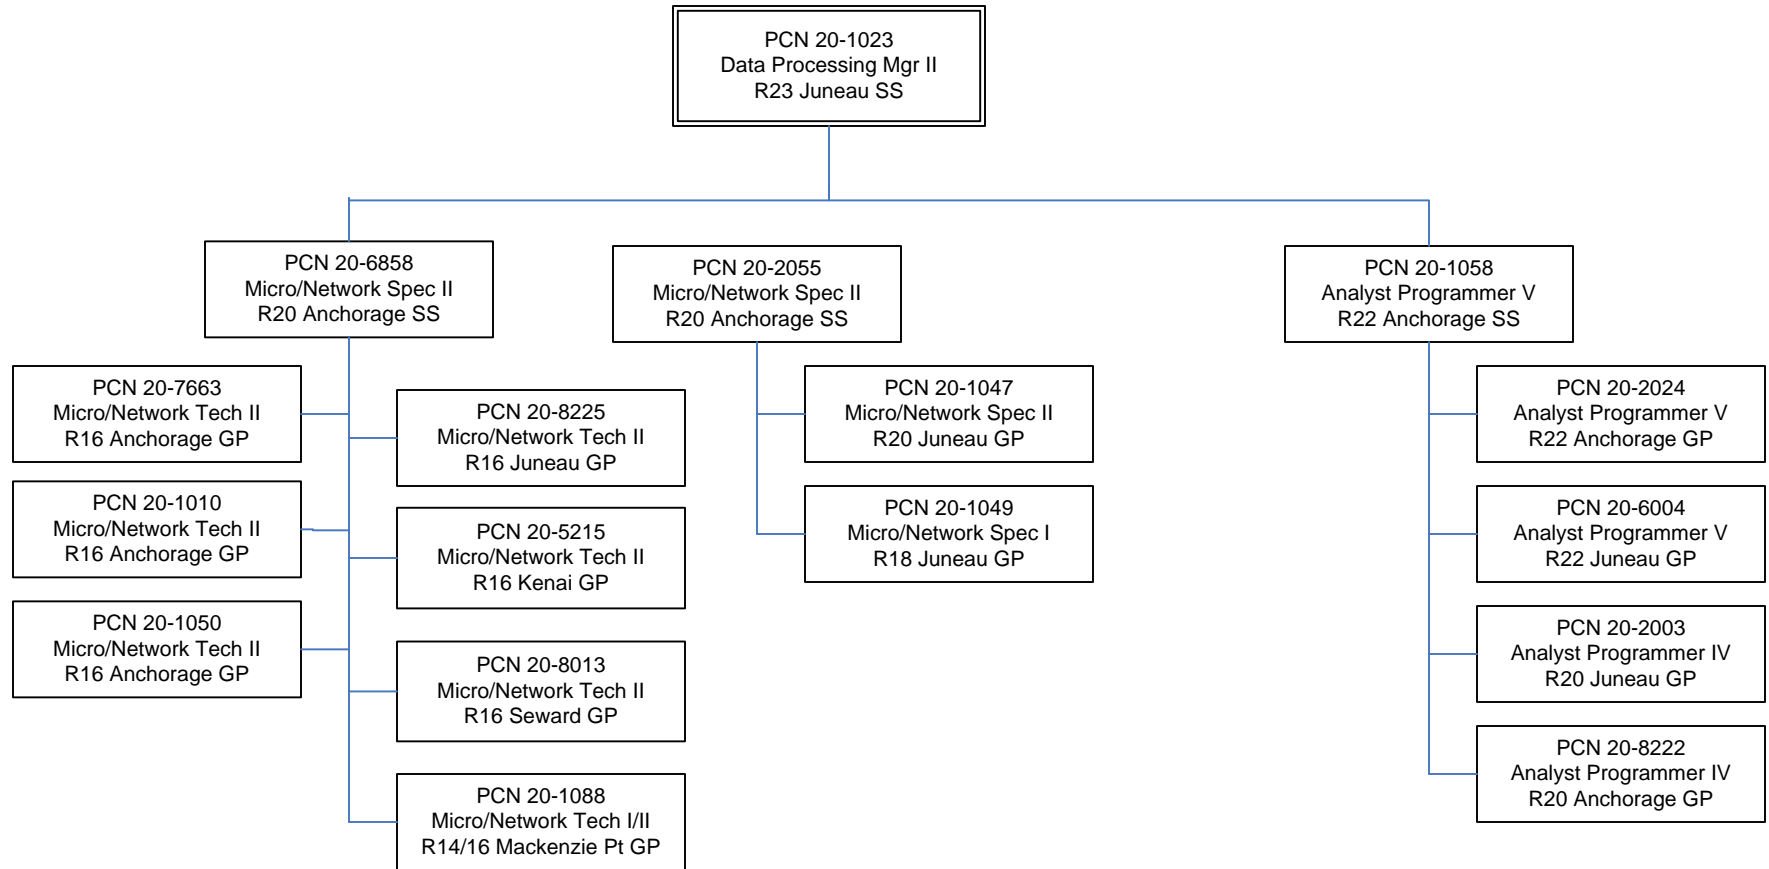 PCN 20-1023
Data Processing Mgr II
R23 Juneau SS
PCN 20-6858
Micro/Network Spec II
R20 Anchorage SS
PCN 20-2055
Micro/Network Spec II
R20 Anchorage SS
PCN 20-1058
Analyst Programmer V
R22 Anchorage SS
PCN 20-7663
Micro/Network Tech II
R16 Anchorage GP
PCN 20-1010
Micro/Network Tech II
R16 Anchorage GP
PCN 20-1050
Micro/Network Tech II
R16 Anchorage GP
PCN 20-8225
Micro/Network Tech II
R16 Juneau GP
PCN 20-5215
Micro/Network Tech II
R16 Kenai GP
PCN 20-8013
Micro/Network Tech II
R16 Seward GP
PCN 20-1088
Micro/Network Tech I/II
R14/16 Mackenzie Pt GP
PCN 20-1047
Micro/Network Spec II
R20 Juneau GP
PCN 20-1049
Micro/Network Spec I
R18 Juneau GP
PCN 20-2024
Analyst Programmer V
R22 Anchorage GP
PCN 20-6004
Analyst Programmer V
R22 Juneau GP
PCN 20-2003
Analyst Programmer IV
R20 Juneau GP
PCN 20-8222
Analyst Programmer IV
R20 Anchorage GP